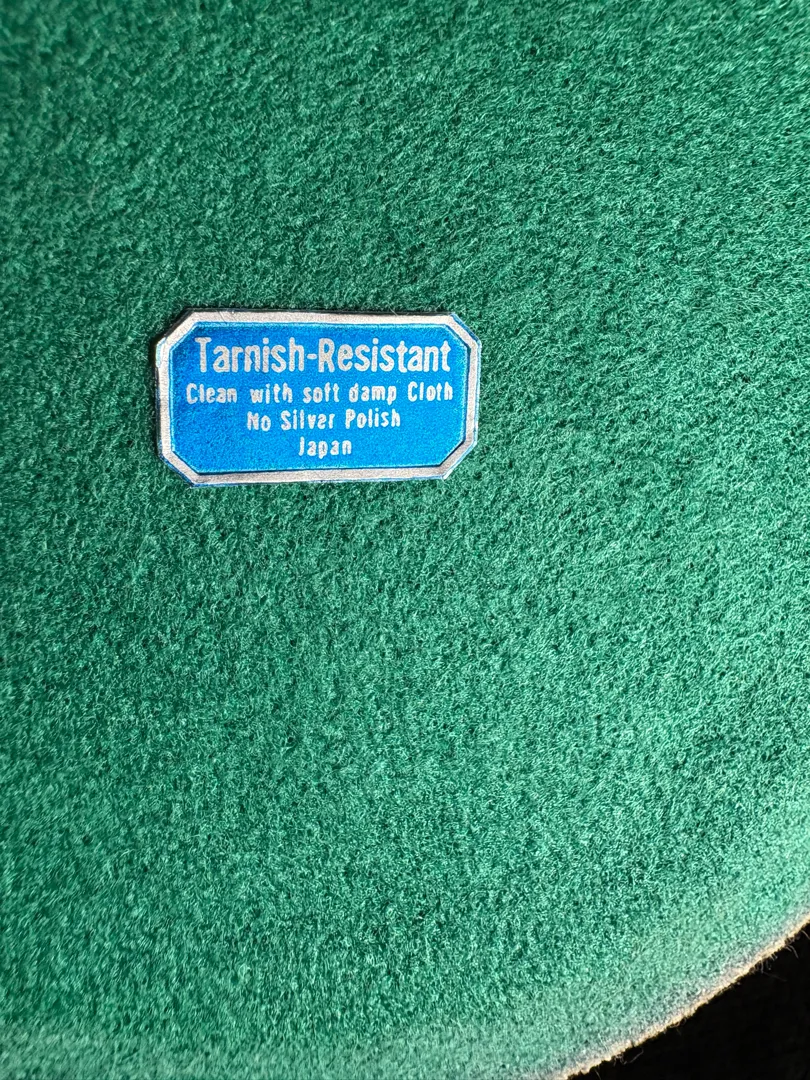 Tarnish-Resistant
Clean with soft damp Cloth
No Silver Polish
Japan